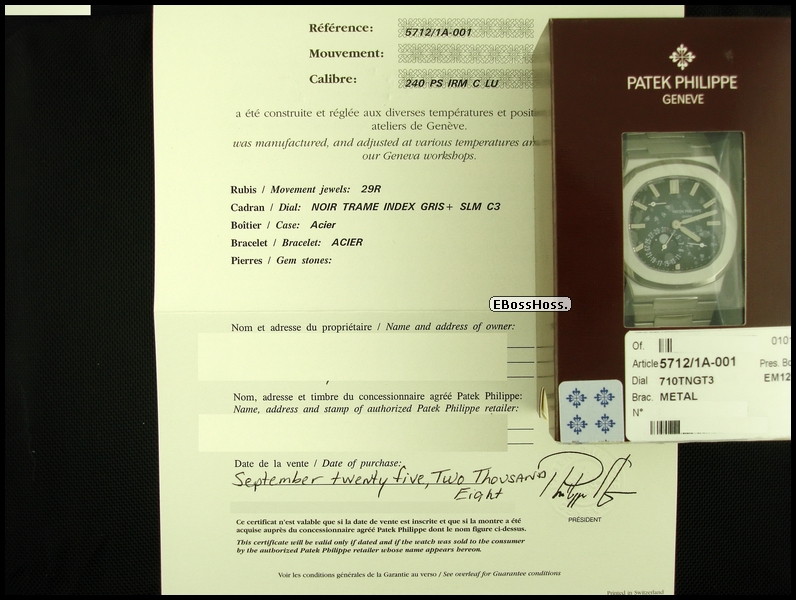 Référence: 5712/1A-001
Mouvement:
Calibre: 240 PS IRM C LU
a été construite et réglée aux diverses températures et
ateliers de Genève.
was manufactured, and adjusted at various temperatures
our Geneva workshops.
Rubis / Movement jewels: 29R
Cadran / Dial: NOIR TRAME INDEX GRIS+ SLM C3
Boîtier / Case: Acier
Bracelet / Bracelet: ACIER
Pierres / Gem stones:
Nom et adresse du propriétaire / Name and address of owner:
Nom, adresse et timbre du concessionnaire agréé Patek Philippe:
Name, address and stamp of authorized Patek Philippe retailer:
Date de la vente / Date of purchase:
September twenty five, Two Thousand
Eight
PRÉSIDENT
Ce certificat n'est valable que si la date de vente est inscrite et que si la montre a été
acquise auprès du concessionnaire agréé Patek Philippe dont le nom figure ci-dessus.
This certificate will be valid only if dated and if the watch was sold to the consumer
by the authorized Patek Philippe retailer whose name appears hereon.
Voir les conditions générales de la Garantie au verso / See overleaf for Guarantee conditions
Printed in Switzerland
PATEK PHILIPPE
GENEVE
EBossHoss.
Of. 0101
Article 5712/1A-001 Pres. Bo
Dial 710TNGT3 EM12
Brac. METAL
N°